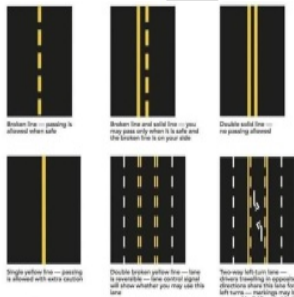 Broken line — passing is
allowed when safe
Broken line and solid line — you
may pass only when it is safe and
the broken line is on your side
Double solid line —
no passing allowed
Single yellow line — passing
is allowed with extra caution
Double broken yellow line — lane
is reversible — lane control signal
will show whether you may use this
lane
Two-way left-turn lane —
drivers travelling in opposite
directions share this lane for
left turns — markings may